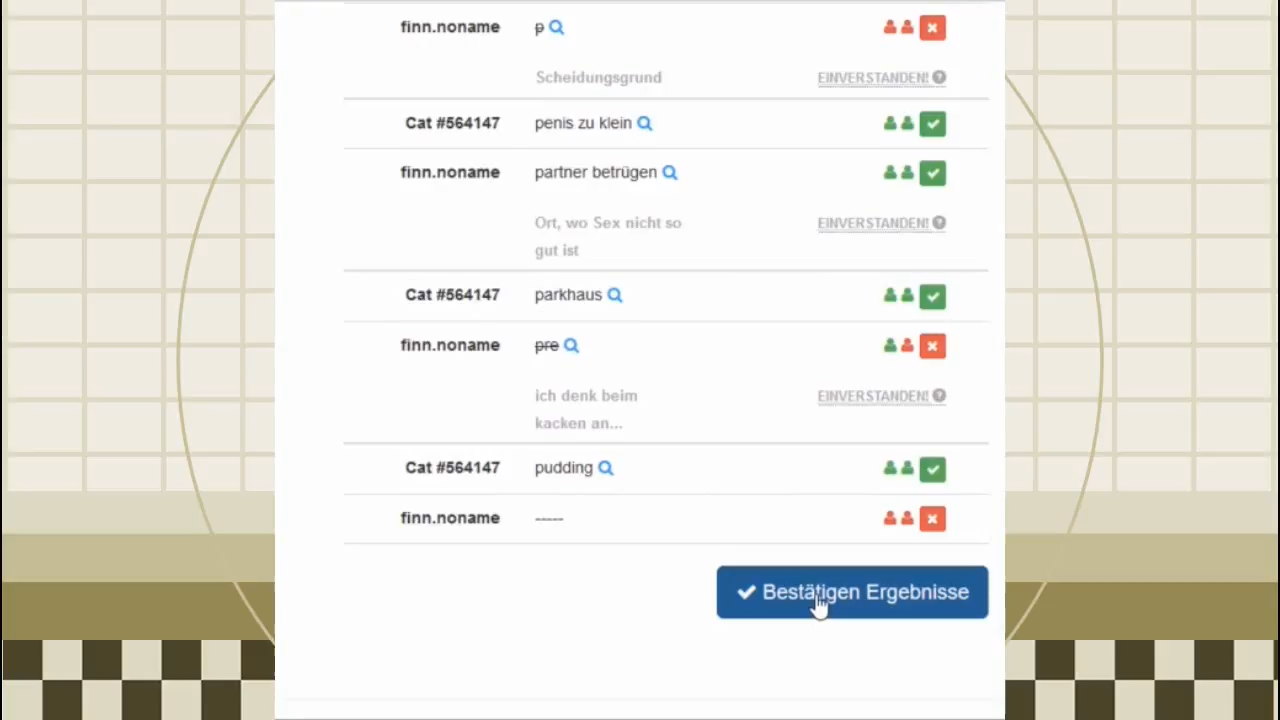 finn.noname p
Scheidungsgrund EINVERSTANDEN!
Cat #564147 penis zu klein
finn.noname partner betrügen
Ort, wo Sex nicht so EINVERSTANDEN!
gut ist
Cat #564147 parkhaus
finn.noname pre
ich denk beim EINVERSTANDEN!
kacken an...
Cat #564147 pudding
finn.noname -----
Bestätigen Ergebnisse